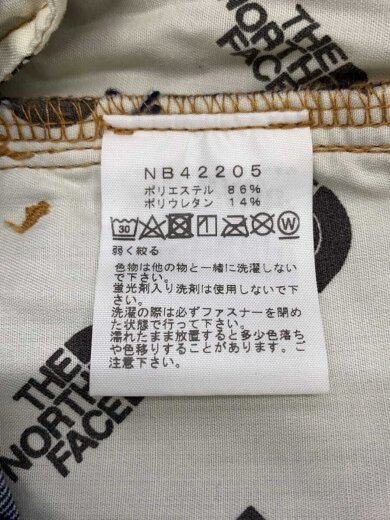 THE
NORTH
FACE
NB42205
ポリエステル 86%
ポリウレタン 14%
30
W
弱く絞る
色物は他の物と一緒に洗濯しない
で下さい。
蛍光剤入り洗剤は使用しないで下
さい。
洗濯の際は必ずファスナーを閉め
た状態で行って下さい。
濡れたまま放置すると多少色落ち
や色移りすることがあります。ご
注意下さい。
THE
NORTH
FACE